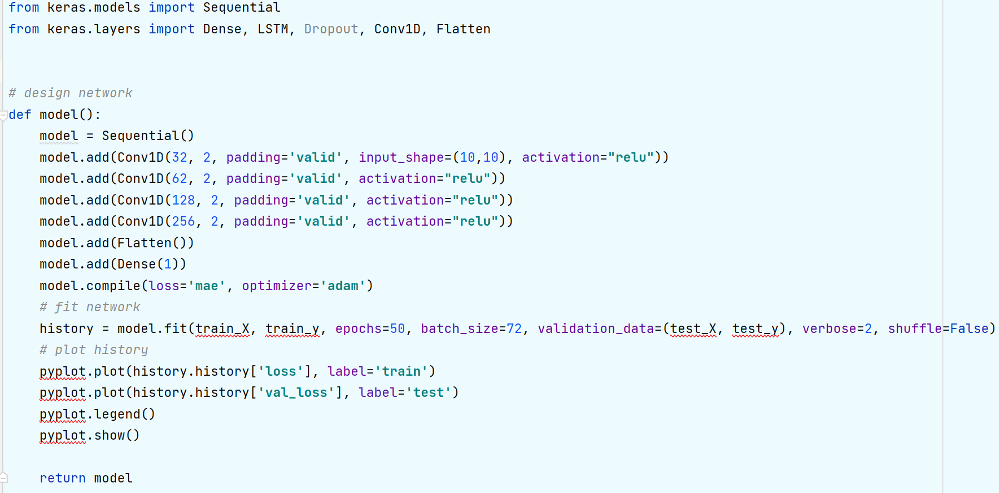 from keras.models import Sequential
from keras.layers import Dense, LSTM, Dropout, Conv1D, Flatten
# design network
def model():
    model = Sequential()
    model.add(Conv1D(32, 2, padding='valid', input_shape=(10,10), activation="relu"))
    model.add(Conv1D(62, 2, padding='valid', activation="relu"))
    model.add(Conv1D(128, 2, padding='valid', activation="relu"))
    model.add(Conv1D(256, 2, padding='valid', activation="relu"))
    model.add(Flatten())
    model.add(Dense(1))
    model.compile(loss='mae', optimizer='adam')
    # fit network
    history = model.fit(train_X, train_y, epochs=50, batch_size=72, validation_data=(test_X, test_y), verbose=2, shuffle=False)
    # plot history
    pyplot.plot(history.history['loss'], label='train')
    pyplot.plot(history.history['val_loss'], label='test')
    pyplot.legend()
    pyplot.show()
    return model